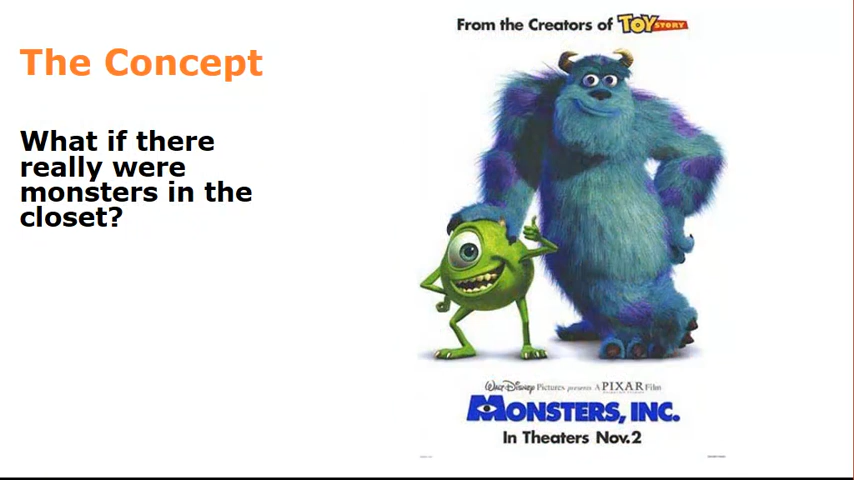 The Concept
What if there
really were
monsters in the
closet?
From the Creators of TOY STORY
WALT DISNEY Pictures presents A PIXAR Film
MONSTERS, INC.
In Theaters Nov.2